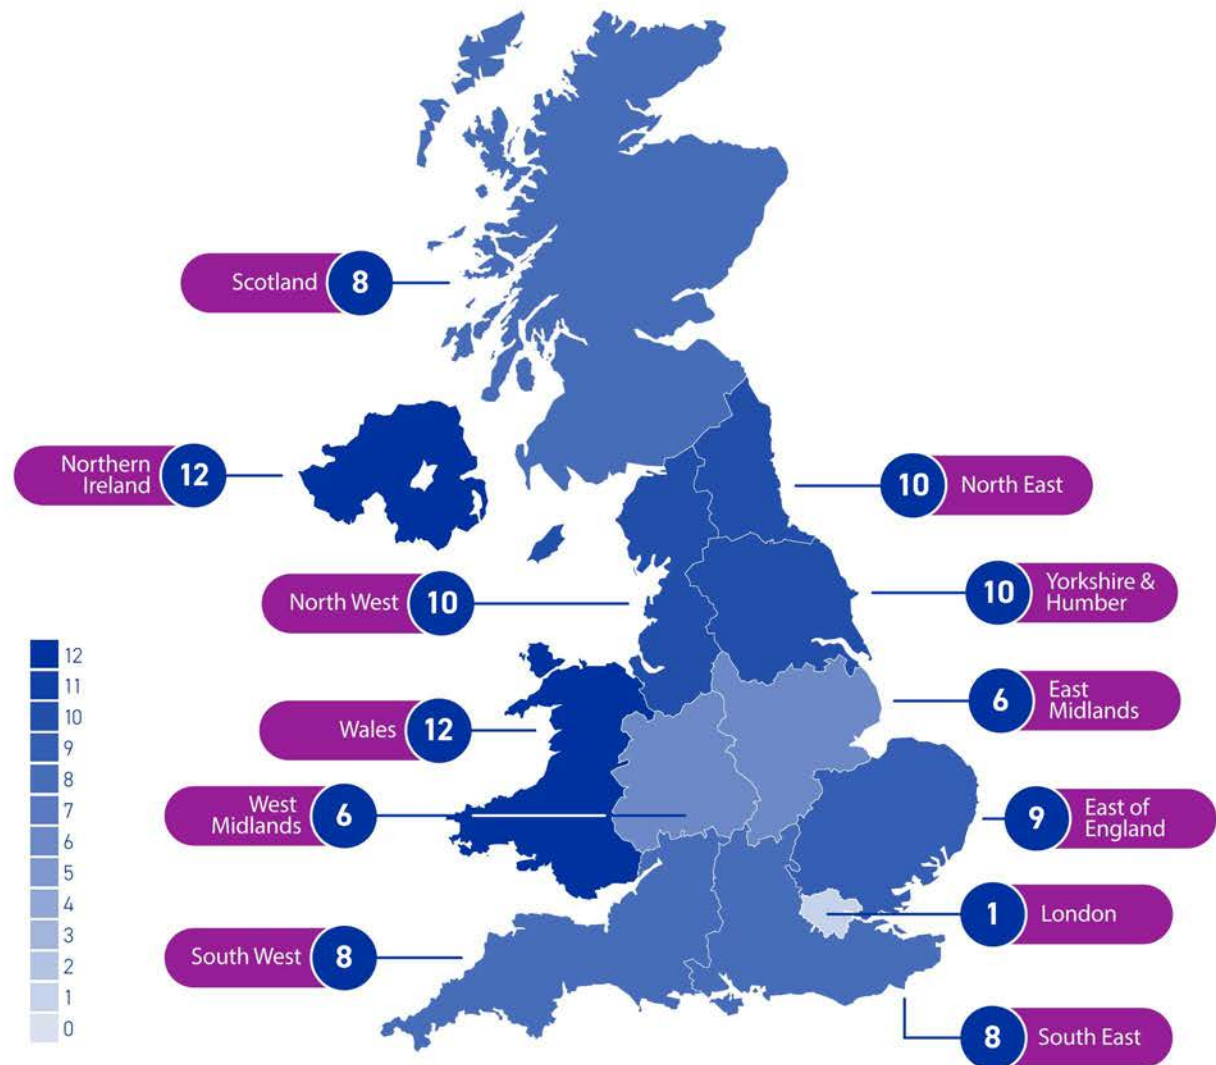 Scotland 8
Northern
Ireland 12
10 North East
North West 10
10 Yorkshire &
Humber
12
11
10
9
8
7
6
5
4
3
2
1
0
Wales 12
6 East
Midlands
West
Midlands 6
9 East of
England
1 London
South West 8
8 South East